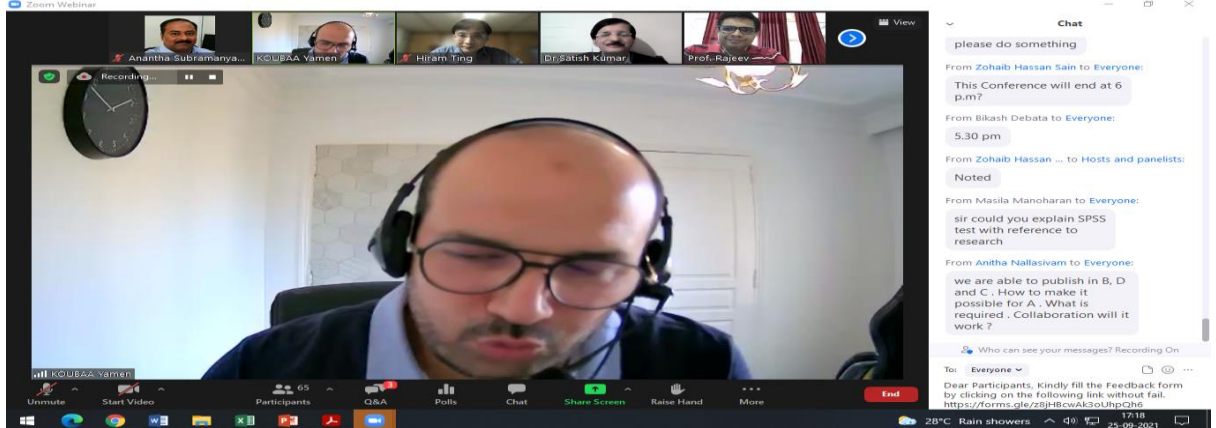 Zoom Webinar
View
Anantha Subramanya...
KOUBAA Yamen
Hiram Ting
Dr.Satish Kumar
Prof. Rajeev
Recording...
KOUBAA Yamen
Unmute
Start Video
65
Participants
3
Q&A
Polls
Chat
Share Screen
Raise Hand
More
End
Chat
please do something
From Zohaib Hassan Sain to Everyone:
This Conference will end at 6
p.m?
From Bikash Debata to Everyone:
5.30 pm
From Zohaib Hassan ... to Hosts and panelists:
Noted
From Masila Manoharan to Everyone:
sir could you explain SPSS
test with reference to
research
From Anitha Nallasivam to Everyone:
we are able to publish in B, D
and C . How to make it
possible for A . What is
required . Collaboration will it
work ?
Who can see your messages? Recording On
To: Everyone
Dear Participants, Kindly fill the Feedback form
by clicking on the following link without fail.
https://forms.gle/z8jHBcwAk3oUhpQh6
28°C Rain showers
17:18
25-09-2021